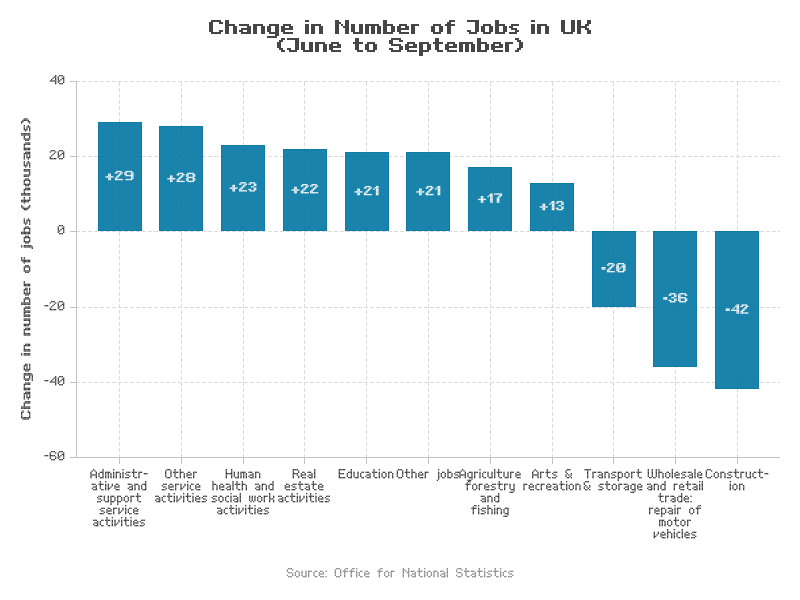 Change in Number of Jobs in UK
(June to September)
Change in number of jobs (thousands)
40
20
0
-20
-40
-60
+29
+28
+23
+22
+21
+21
+17
+13
-20
-36
-42
Administr-
ative and
support
service
activities
Other
service
activities
Human
health and
social work
activities
Real
estate
activities
Education
Other jobs
Agriculture
forestry
and
fishing
Arts &
recreation
Transport
& storage
Wholesale
and retail
trade:
repair of
motor
vehicles
Construct-
ion
Source: Office for National Statistics